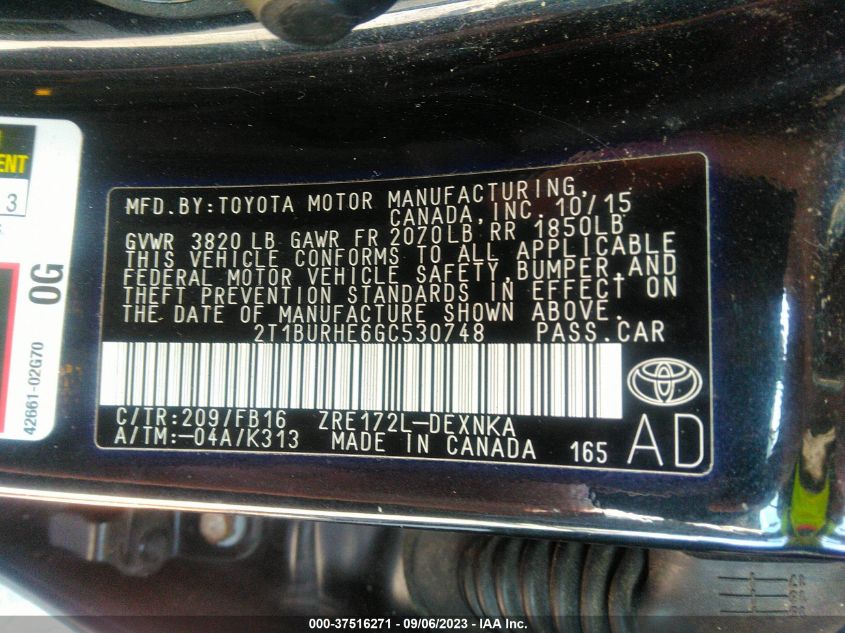 ENT
3
0G
42661-02G70
MFD.BY:TOYOTA MOTOR MANUFACTURING,
CANADA,INC. 10/15
GVWR 3820 LB GAWR FR 2070LB RR 1850LB
THIS VEHICLE CONFORMS TO ALL APPLICABLE
FEDERAL MOTOR VEHICLE SAFETY,BUMPER,AND
THEFT PREVENTION STANDARDS IN EFFECT ON
THE DATE OF MANUFACTURE SHOWN ABOVE.
2T1BURHE6GC530748 PASS.CAR
C/TR:209/FB16 ZRE172L-DEXNKA
A/TM:-04A/K313 MADE IN CANADA 165 AD
000-37516271 - 09/06/2023 - IAA Inc.